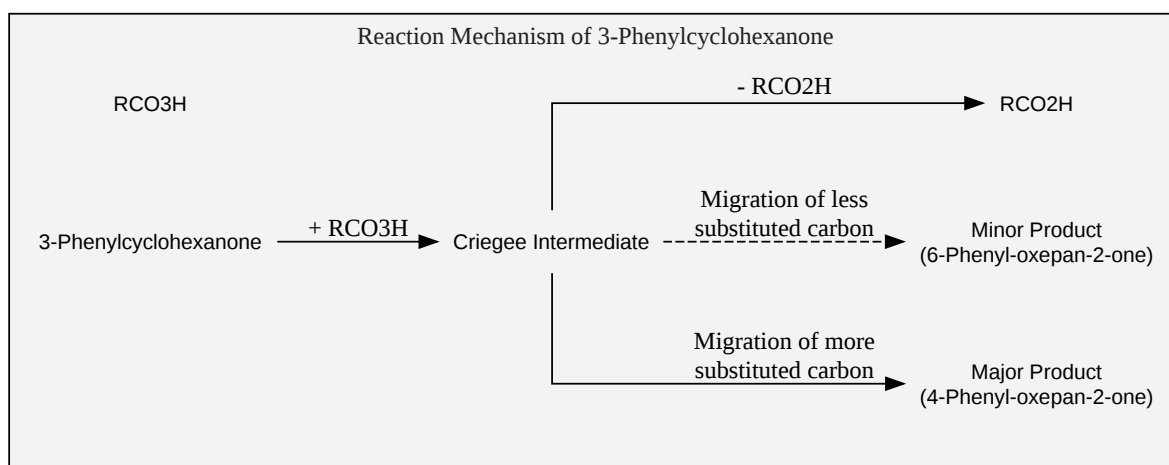 Reaction Mechanism of 3-Phenylcyclohexanone
RCO3H
- RCO2H
RCO2H
3-Phenylcyclohexanone
+ RCO3H
Criegee Intermediate
Migration of less
substituted carbon
Minor Product
(6-Phenyl-oxepan-2-one)
Migration of more
substituted carbon
Major Product
(4-Phenyl-oxepan-2-one)